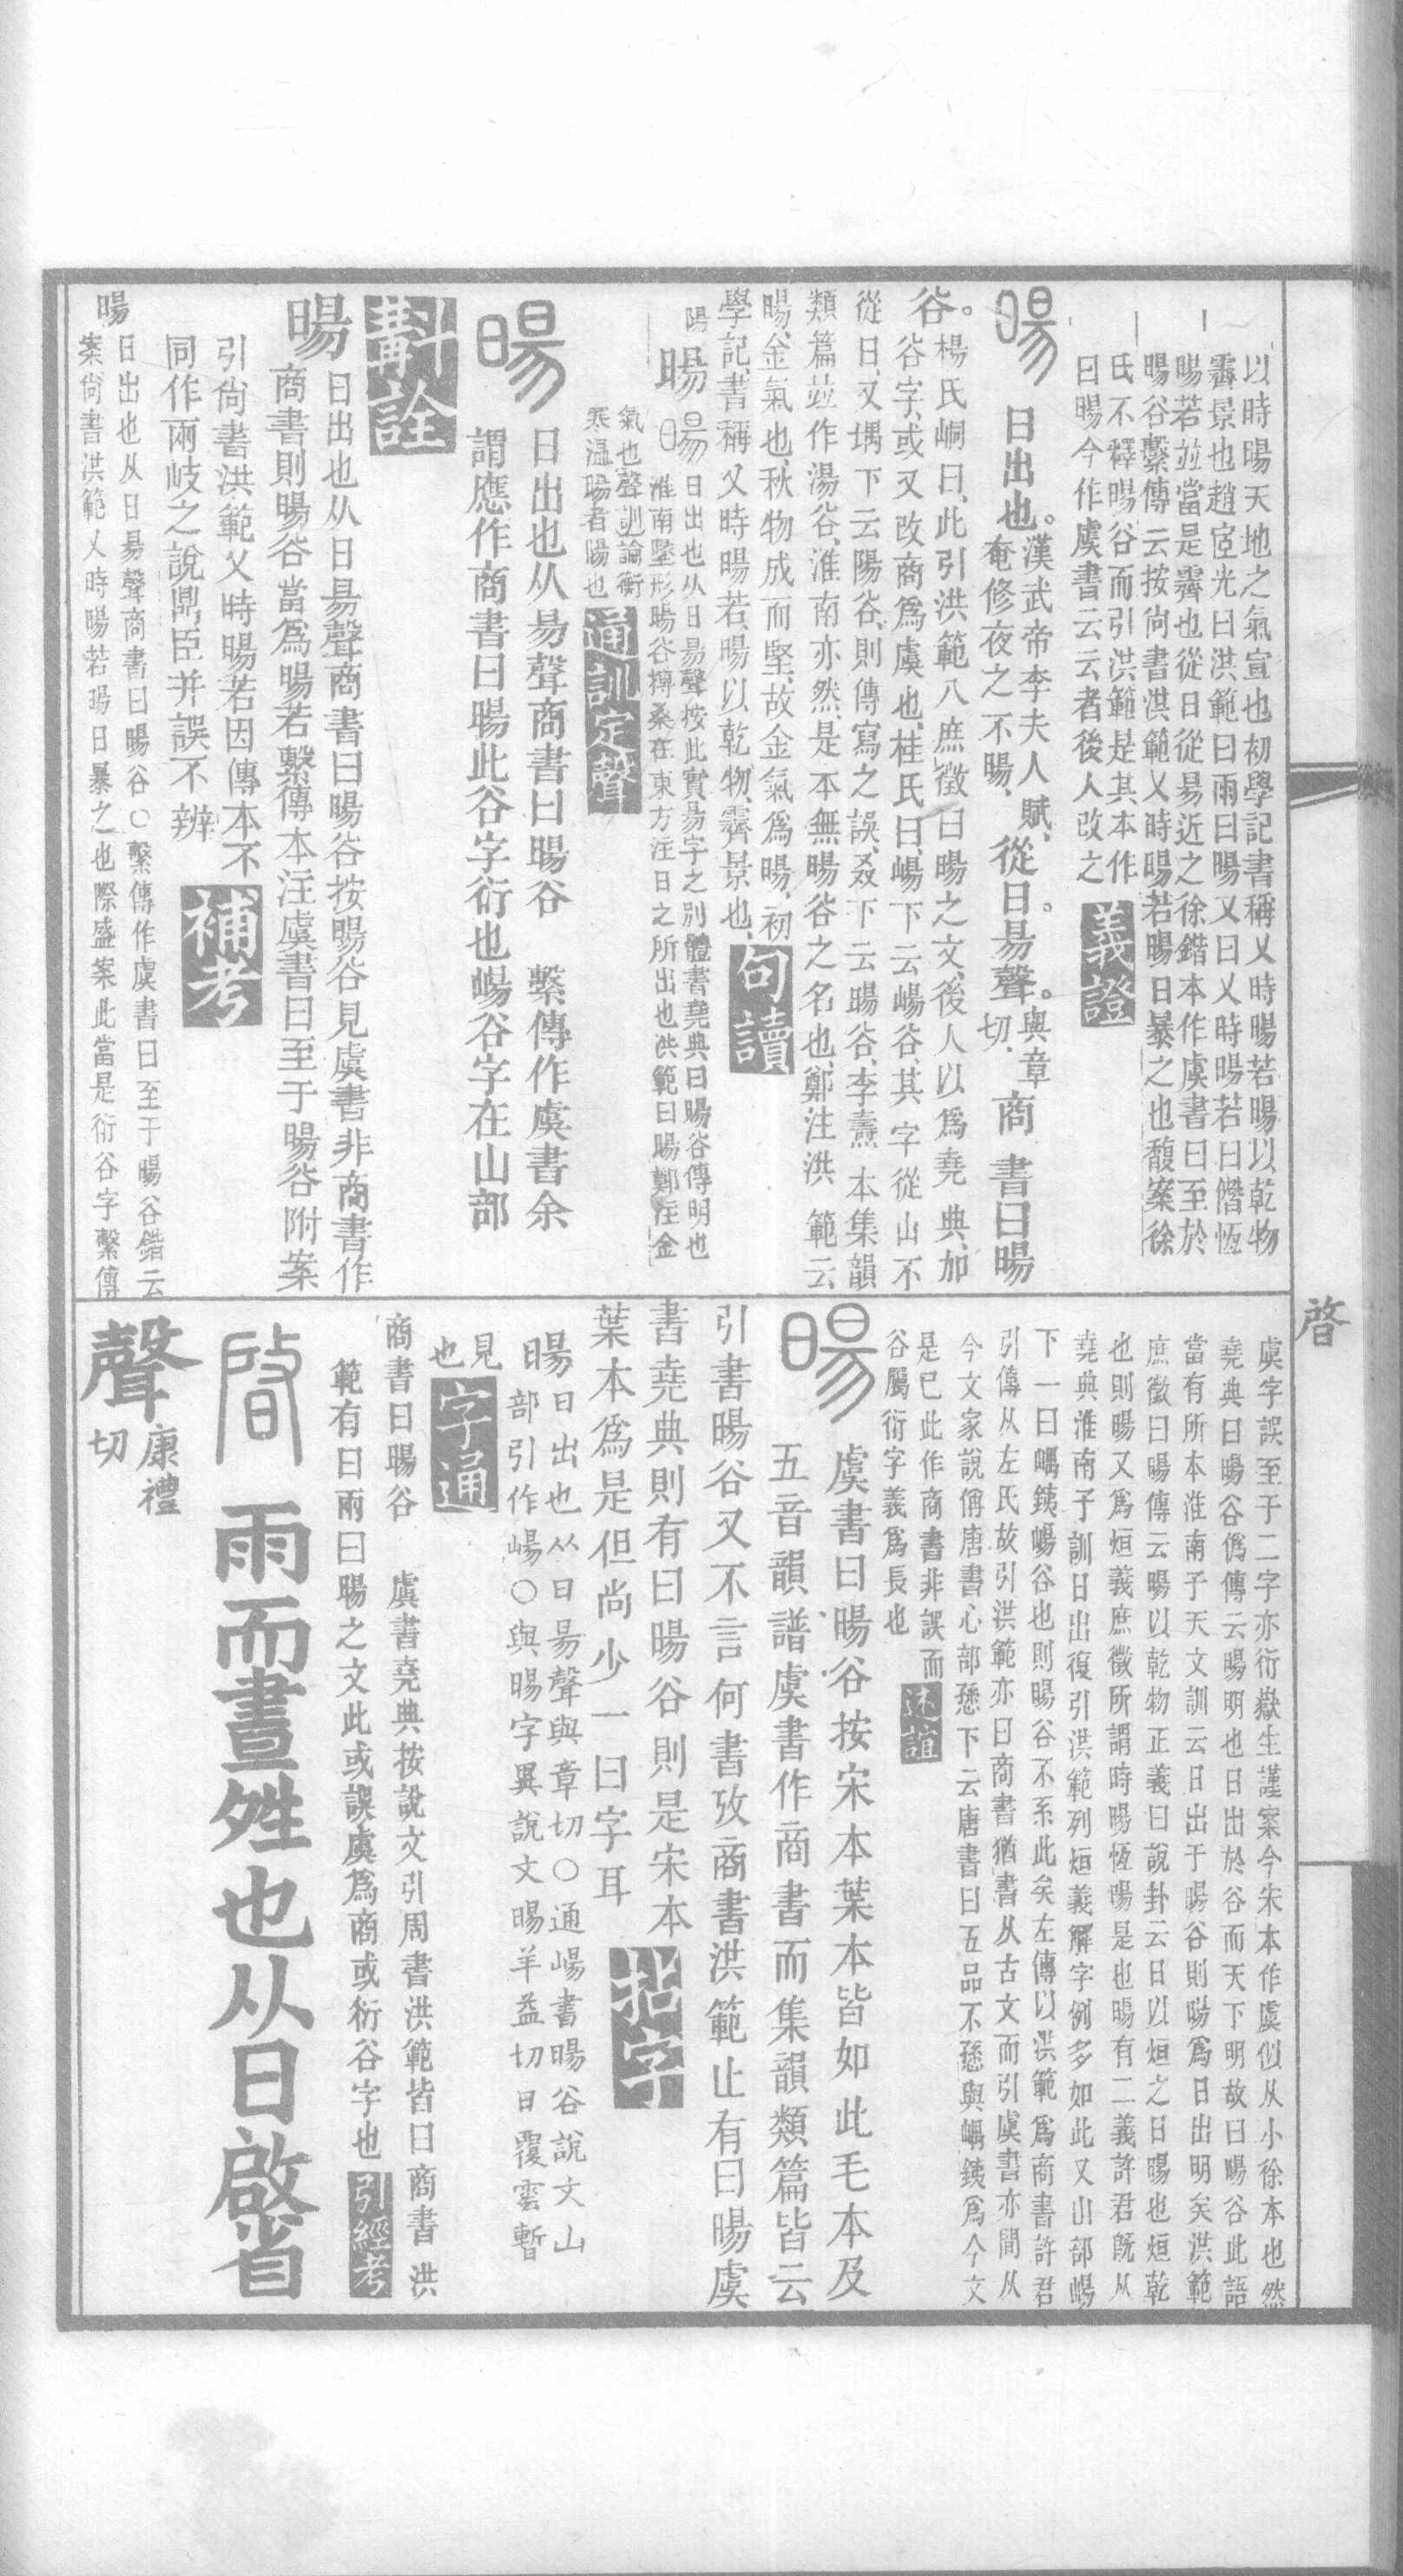 以時暘天地之氣宣也初學記書稱乂時暘若暘以乾物
霽景也趙宧光曰洪範曰雨曰暘又曰乂時暘若曰僭恆
暘若並當是霽也從日從昜近之徐鍇本作虞書曰至於
暘谷繫傳云按尙書洪範乂時暘若暘日暴之也馥案徐
氏不釋暘谷而引洪範是其本作
曰暘今作虞書云云者後人改之
義證
暘
日出也。
漢武帝李夫人賦、
奄修夜之不暘、
從日。昜聲。
與章
切、
商書曰暘
谷。
楊氏峒曰、此引洪範八庶徵曰暘之文、後人以爲堯典、加
谷字、或又改商爲虞也、桂氏曰、崵下云崵谷、其字從山不
從日、又堣下云陽谷、則傳寫之誤、叒下云暘谷、李燾本集韻
類篇並作湯谷、淮南亦然、是本無暘谷之名也、鄭注洪範云
暘、金氣也、秋物成而堅、故金氣爲暘、初
學記、書稱乂時暘若、暘以乾物、霽景也、
句讀
陽
暘
暘
日出也从日昜聲按此實昜字之別體書堯典曰暘谷傳明也
淮南墬形暘谷搏桑在東方注日之所出也洪範曰暘鄭注金
氣也聲訓論衡
寒溫暘者暘也
通訓定聲
暘
日出也从昜聲商書曰暘谷 繫傳作虞書余
謂應作商書曰暘此谷字衍也崵谷字在山部
斠詮
暘
日出也从日昜聲商書曰暘谷按暘谷見虞書非商書作
商書則暘谷當爲暘若繫傳本注虞書曰至于暘谷附案
引尙書洪範乂時暘若因傳本不
同作兩岐之說鼎臣并誤不辨
補考
暘
日出也从日昜聲商書曰暘谷○繫傳作虞書曰至于暘谷鍇云
案尙書洪範乂時暘若暘日暴之也際盛案此當是衍谷字繫傳
啓
虞字誤至于二字亦衍嶽生謹案今宋本作虞似从小徐本也然
堯典曰暘谷僞傳云暘明也日出於谷而天下明故曰暘谷此語
當有所本淮南子天文訓云日出于暘谷則暘爲日出明矣洪範
庶徵曰暘傳云暘以乾物正義曰說卦云日以烜之日暘也烜乾
也則暘又爲烜義庶徵所謂時暘恆暘是也暘有二義許君旣从
堯典淮南子訓日出復引洪範列烜義解字例多如此又山部崵
下一曰嵎銕崵谷也則暘谷不系此矣左傳以洪範爲商書許君
引傳从左氏故引洪範亦曰商書猶書从古文而引虞書亦間从
今文家說偁唐書心部愻下云唐書曰五品不愻與嵎銕爲今文
是已此作商書非誤而
谷屬衍字義爲長也
述誼
暘
虞書曰暘谷按宋本葉本皆如此毛本及
五音韻譜虞書作商書而集韻類篇皆云
引書暘谷又不言何書攷商書洪範止有曰暘虞
書堯典則有曰暘谷則是宋本
葉本爲是但尚少一曰字耳
拈字
暘
日出也从日昜聲與章切○通崵書暘谷說文山
部引作崵○與晹字異說文晹羊益切日覆雲暫
見
也
字通
商書曰暘谷 虞書堯典按說文引周書洪範皆曰商書 洪
範有曰雨曰暘之文此或誤虞爲商或衍谷字也
引經考
啓 雨而晝姓也从日啟省
聲
康禮
切